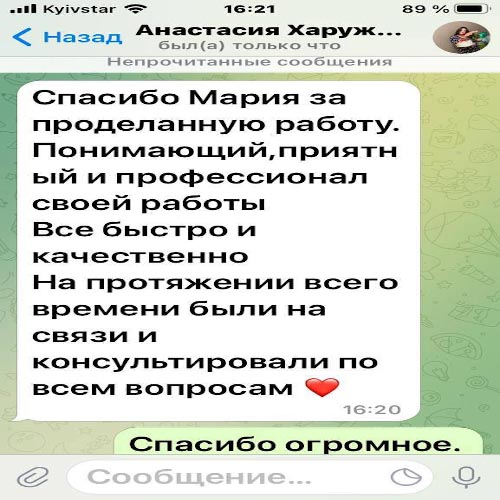 Kyivstar 16:21 89 %
Назад Анастасия Харуж...
был(а) только что
Непрочитанные сообщения
Спасибо Мария за
проделанную работу.
Понимающий,приятн
ый и профессионал
своей работы
Все быстро и
качественно
На протяжении всего
времени были на
связи и
консультировали по
всем вопросам ❤️
16:20
Спасибо огромное.
Сообщение...